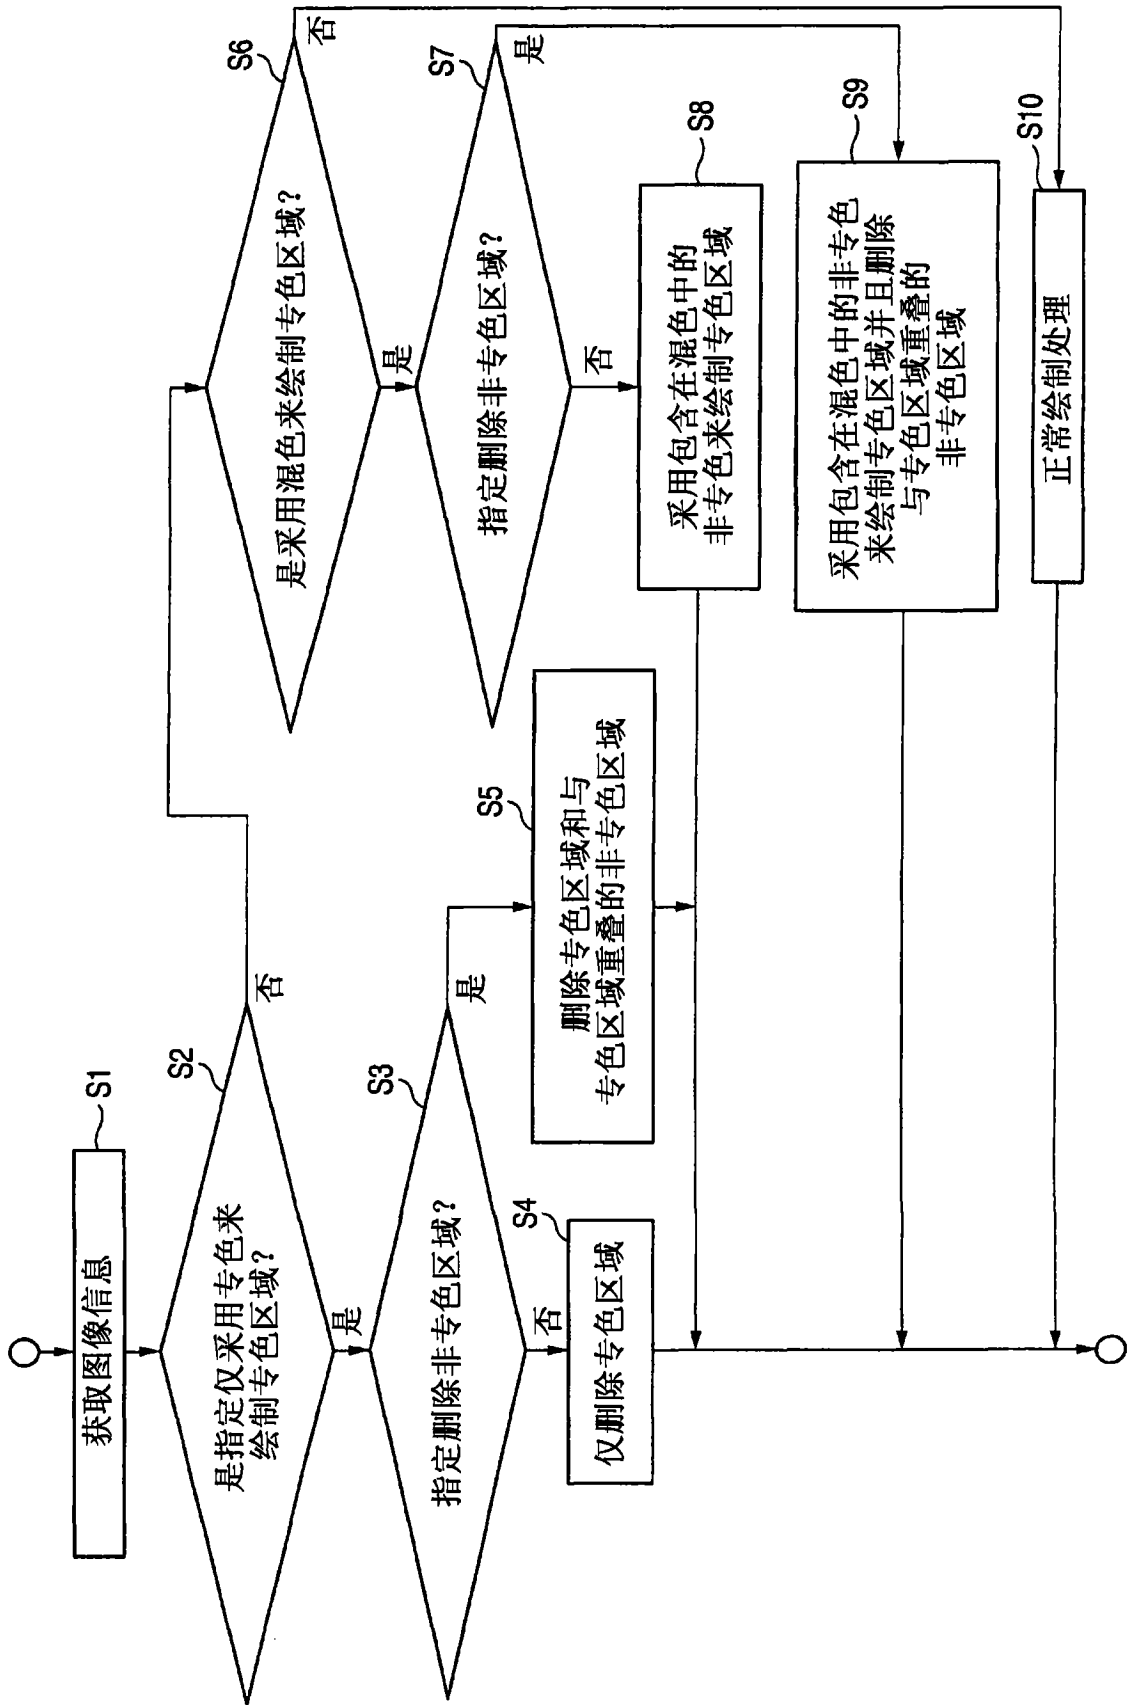 S1
获取图像信息
S2
是指定仅采用专色来
绘制专色区域？
否
是
S3
指定删除非专色区域？
是
否
S4
仅删除专色区域
S5
删除专色区域和与
专色区域重叠的非专色区域
S6
是采用混色来绘制专色区域？
否
是
S7
指定删除非专色区域？
是
否
S8
采用包含在混色中的
非专色来绘制专色区域
S9
采用包含在混色中的非专色
来绘制专色区域并且删除
与专色区域重叠的
非专色区域
S10
正常绘制处理